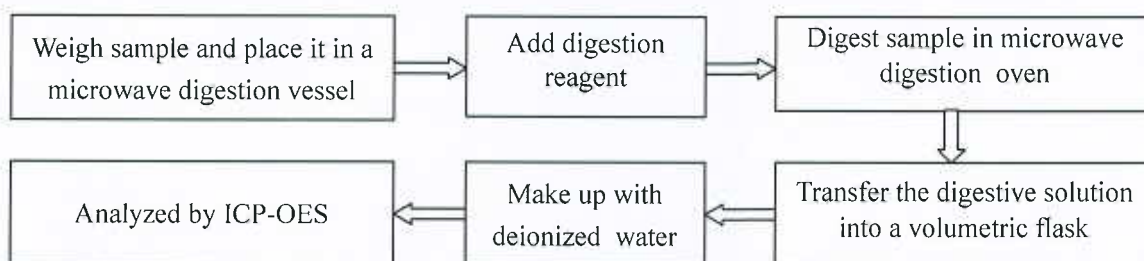 Weigh sample and place it in a
microwave digestion vessel
Add digestion
reagent
Digest sample in microwave
digestion oven
Transfer the digestive solution
into a volumetric flask
Make up with
deionized water
Analyzed by ICP-OES